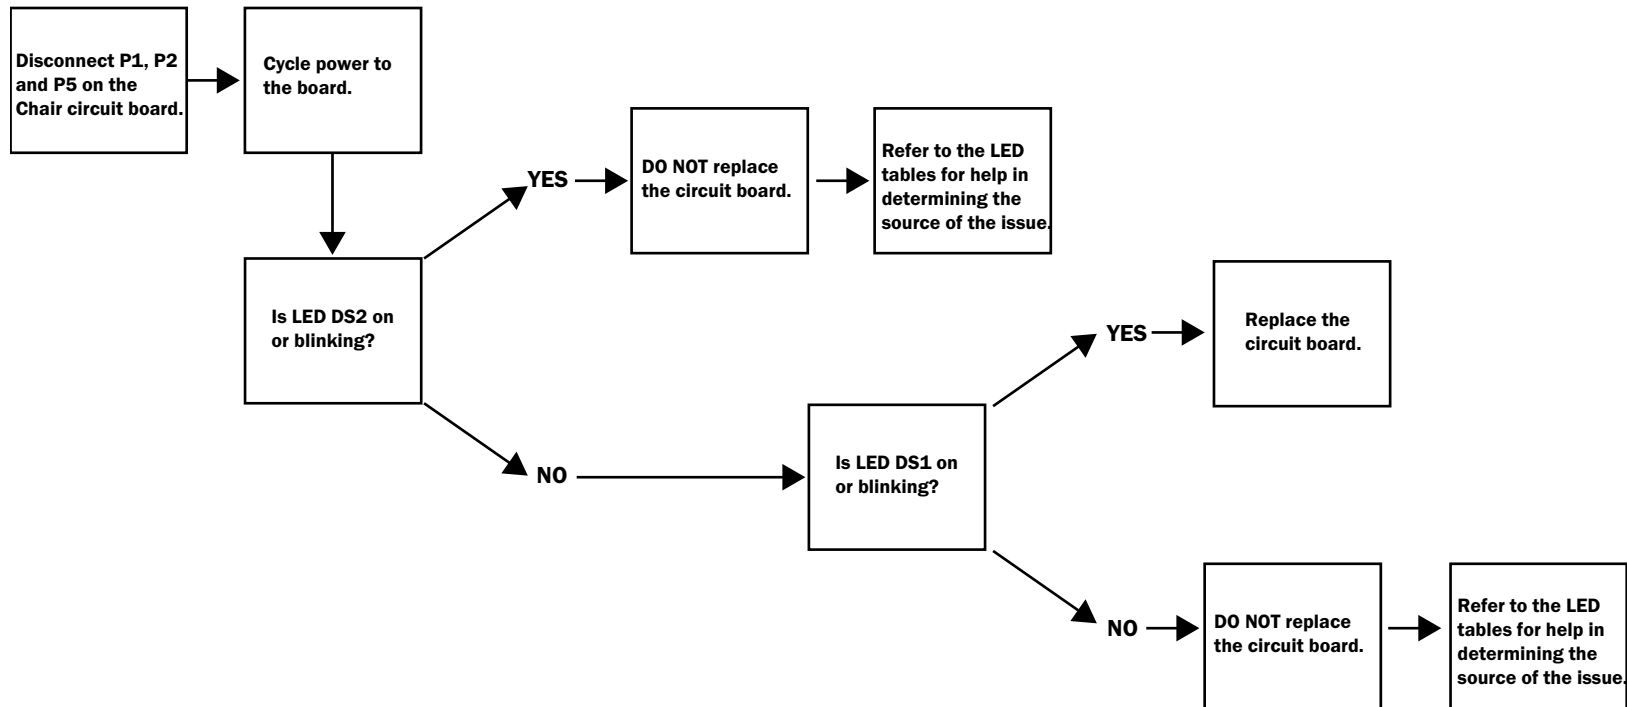 Disconnect P1, P2
and P5 on the
Chair circuit board.
Cycle power to
the board.
YES
DO NOT replace
the circuit board.
Refer to the LED
tables for help in
determining the
source of the issue.
Is LED DS2 on
or blinking?
NO
Is LED DS1 on
or blinking?
YES
Replace the
circuit board.
NO
DO NOT replace
the circuit board.
Refer to the LED
tables for help in
determining the
source of the issue.